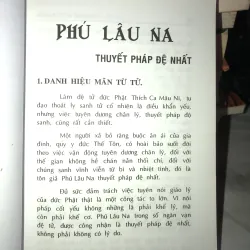 PHÚ LÂU NA
THUYẾT PHÁP ĐỆ NHẤT
1. DANH HIỆU MÃN TỪ TỬ.
Làm đệ tử đức Phật Thích Ca Mâu Ni, tu
đạo thoát ly sanh tử cố nhiên là điều khẩn yếu,
nhưng việc tuyên dương chân lý, thuyết pháp độ
sanh, cũng rất cần thiết.
Một người xả bỏ ràng buộc ân ái của gia
đình, quy y đức Thế Tôn, có hoài bão suốt đời
theo việc vận động tuyên dương chân lý, đối với
thế gian không hề chán nản thối chí, đối với
chúng sanh vĩnh viễn từ bi và nhiệt tình, đó là
tôn giả Phú Lâu Na thuyết pháp đệ nhất.
Đủ sức đảm trách việc tuyên nói giáo lý
của đức Phật thật là một công tác to lớn. Vì nói
pháp cốt yếu không những là phải khế lý, mà
còn phải khế cơ. Phú Lâu Na trong số ngàn vạn đệ
tử, được công nhận là thuyết pháp đệ nhất,
không phải không có lý do.